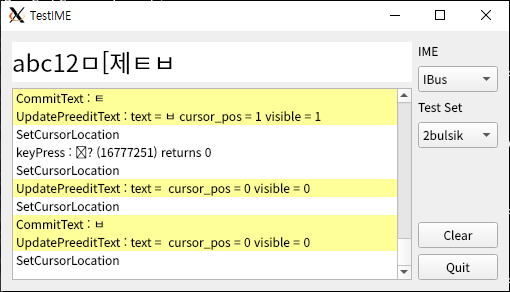 TestIME
abc12ㅁ[제ㅌㅂ
IME
IBus
Test Set
2bulsik
CommitText : ㅌ
UpdatePreeditText : text = ㅂ cursor_pos = 1 visible = 1
SetCursorLocation
keyPress : ? (16777251) returns 0
SetCursorLocation
UpdatePreeditText : text =  cursor_pos = 0 visible = 0
SetCursorLocation
CommitText : ㅂ
UpdatePreeditText : text =  cursor_pos = 0 visible = 0
SetCursorLocation
Clear
Quit